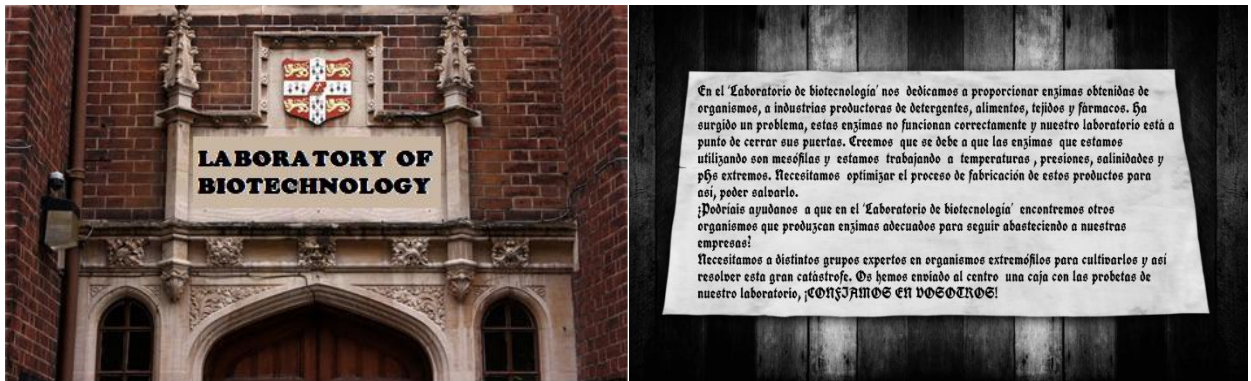 LABORATORY OF
BIOTECHNOLOGY
En el 'Laboratorio de biotecnología' nos dedicamos a proporcionar enzimas obtenidas de
organismos, a industrias productoras de detergentes, alimentos, tejidos y fármacos. Ha
surgido un problema, estas enzimas no funcionan correctamente y nuestro laboratorio está a
punto de cerrar sus puertas. Creemos que se debe a que las enzimas que estamos
utilizando son mesófilas y estamos trabajando a temperaturas , presiones, salinidades y
pHs extremos. Necesitamos optimizar el proceso de fabricación de estos productos para
así, poder salvarlo.
¿Podríais ayudanos a que en el 'Laboratorio de biotecnología' encontremos otros
organismos que produzcan enzimas adecuados para seguir abasteciendo a nuestras
empresas?
Necesitamos a distintos grupos expertos en organismos extremófilos para cultivarlos y así
resolver esta gran catástrofe. Os hemos enviado al centro una caja con las probetas de
nuestro laboratorio, ¡CONFIAMOS EN VOSOTROS!